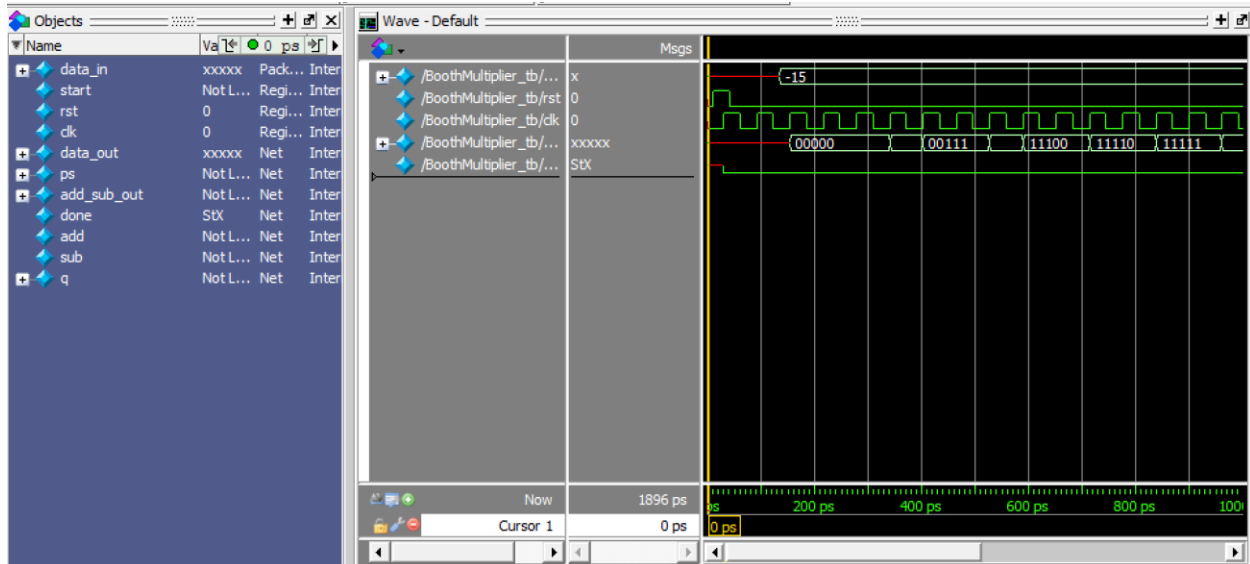 Objects
Name Va 0 ps
data_in xxxxx Pack... Inter
start Not L... Regi... Inter
rst 0 Regi... Inter
clk 0 Regi... Inter
data_out xxxxx Net Inter
ps Not L... Net Inter
add_sub_out Not L... Net Inter
done StX Net Inter
add Not L... Net Inter
sub Not L... Net Inter
q Not L... Net Inter
Wave - Default
Msgs
/BoothMultiplier_tb/... x -15
/BoothMultiplier_tb/rst 0
/BoothMultiplier_tb/clk 0
/BoothMultiplier_tb/... xxxxx 00000 00111 11100 11110 11111
/BoothMultiplier_tb/... StX
Now 1896 ps ps 200 ps 400 ps 600 ps 800 ps 100
Cursor 1 0 ps 0 ps